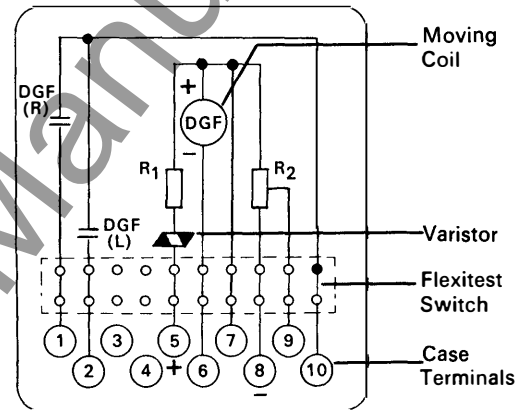 Manu
Moving
Coil
DGF
(R)
+
DGF
−
R1
R2
DGF
(L)
Varistor
Flexitest
Switch
1 3 5 7 9
2 4 + 6 8 10
−
Case
Terminals